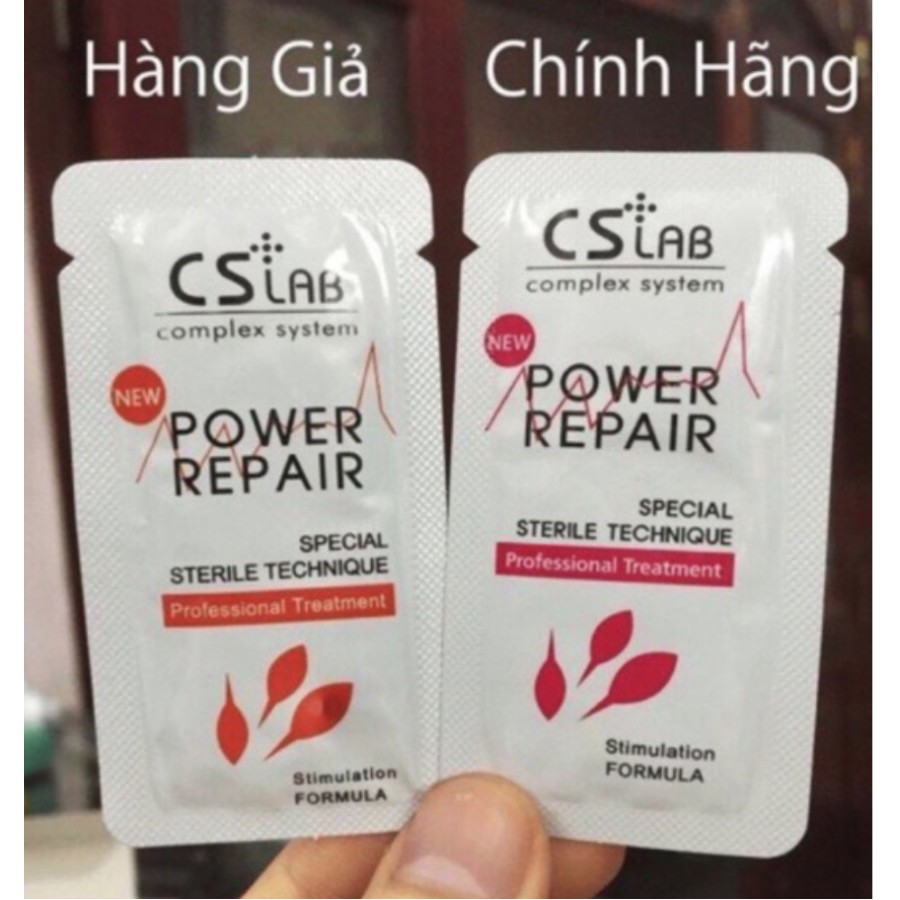 Hàng Giả
Chính Hãng
CS LAB
complex system
NEW
POWER
REPAIR
SPECIAL
STERILE TECHNIQUE
Professional Treatment
Stimulation
FORMULA
CS LAB
complex system
NEW
POWER
REPAIR
SPECIAL
STERILE TECHNIQUE
Professional Treatment
Stimulation
FORMULA